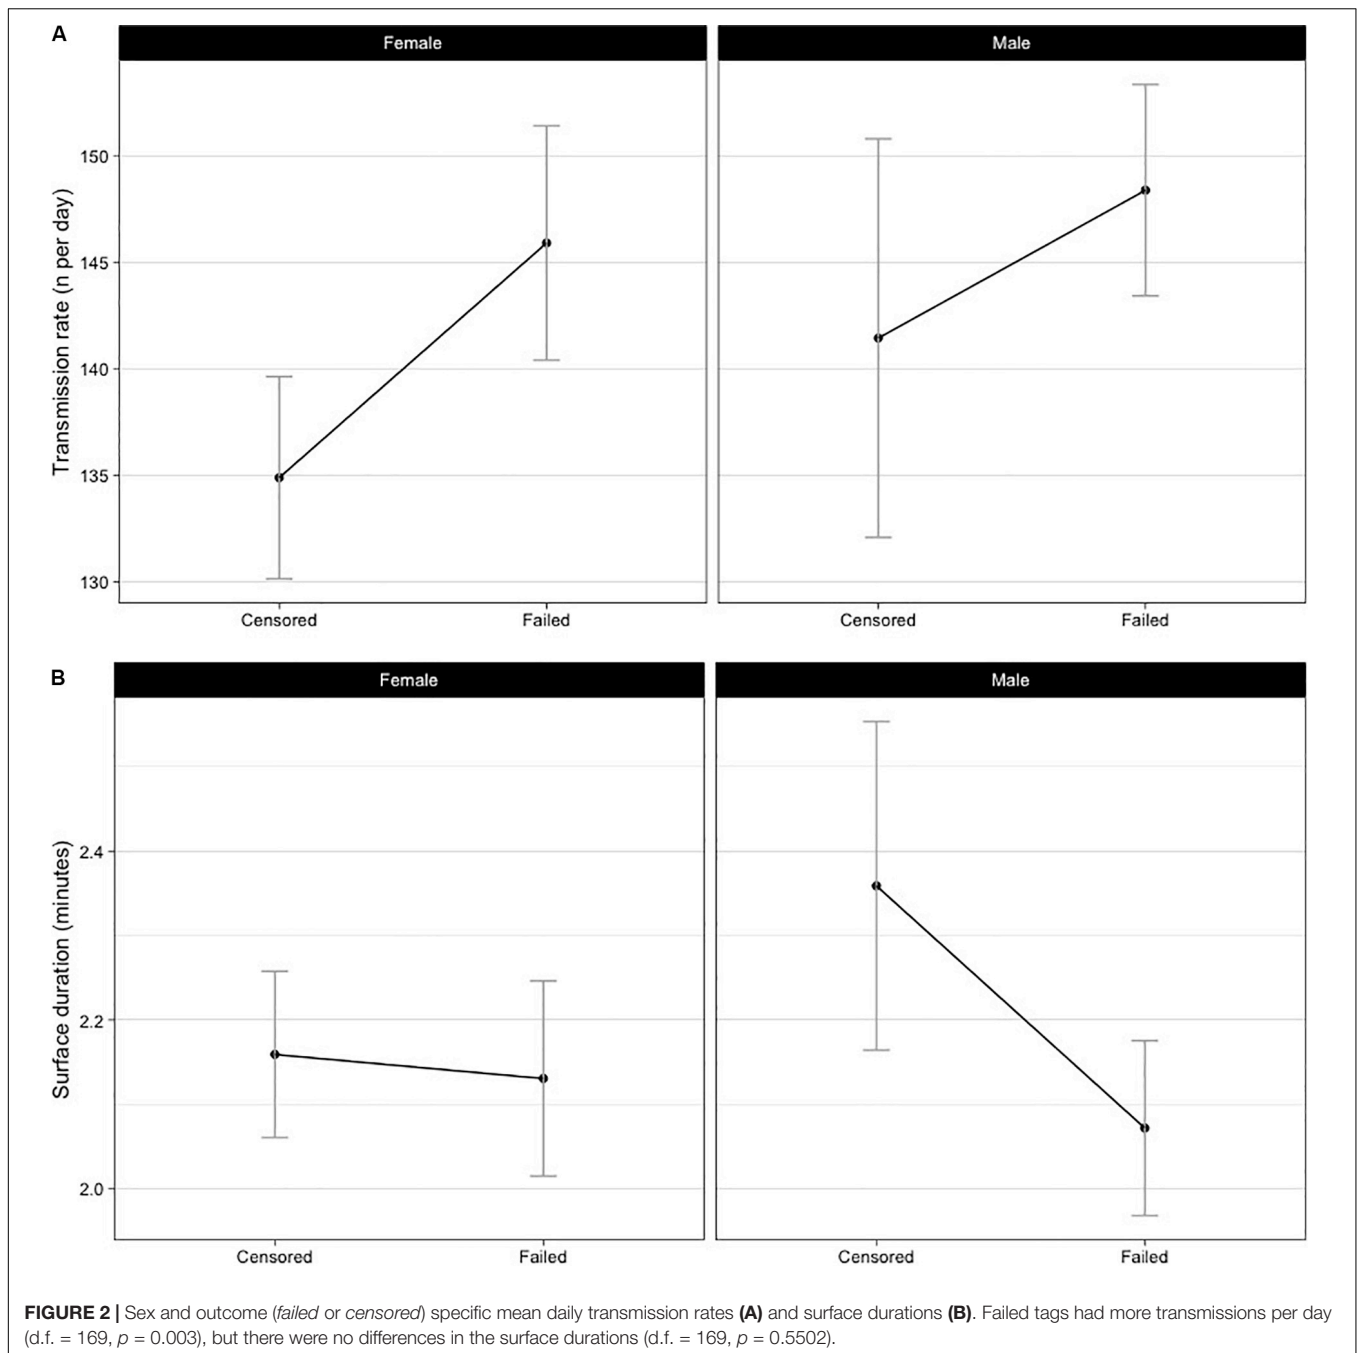 A
Female
Male
Transmission rate (n per day)
150
145
140
135
130
Censored
Failed
Censored
Failed
B
Female
Male
Surface duration (minutes)
2.4
2.2
2.0
Censored
Failed
Censored
Failed
FIGURE 2 | Sex and outcome (failed or censored) specific mean daily transmission rates (A) and surface durations (B). Failed tags had more transmissions per day
(d.f. = 169, p = 0.003), but there were no differences in the surface durations (d.f. = 169, p = 0.5502).